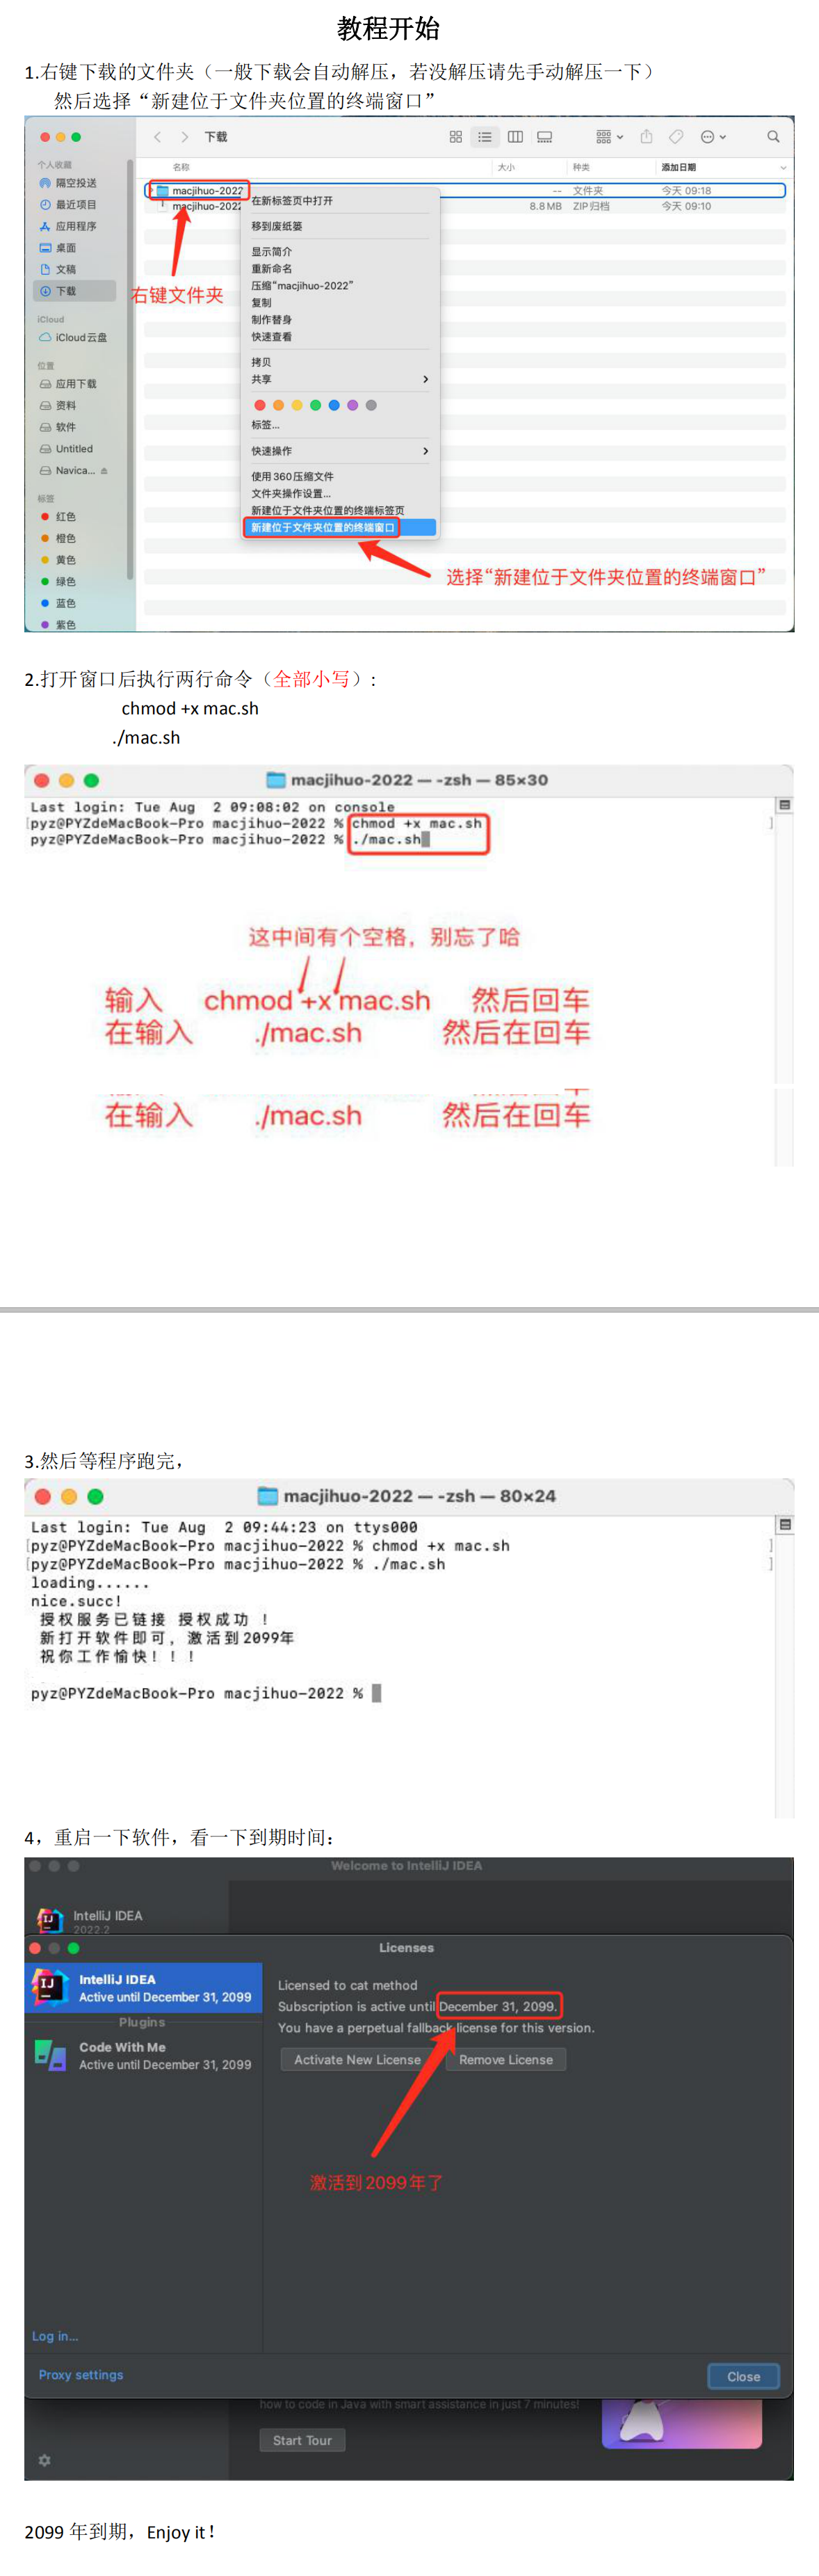 教程开始
1.右键下载的文件夹（一般下载会自动解压，若没解压请先手动解压一下）
然后选择“新建位于文件夹位置的终端窗口”
下载
个人收藏
隔空投送
最近项目
应用程序
桌面
文稿
下载
iCloud
iCloud云盘
位置
应用下载
资料
软件
Untitled
Navica...
标签
红色
橙色
黄色
绿色
蓝色
紫色
名称 大小 种类 添加日期
macjihuo-2022 -- 文件夹 今天 09:18
macjihuo-2022 8.8 MB ZIP归档 今天 09:10
右键文件夹
在新标签页中打开
移到废纸篓
显示简介
重新命名
压缩“macjihuo-2022”
复制
制作替身
快速查看
拷贝
共享
标签...
快速操作
使用360压缩文件
文件夹操作设置...
新建位于文件夹位置的终端标签页
新建位于文件夹位置的终端窗口
选择“新建位于文件夹位置的终端窗口”
2.打开窗口后执行两行命令（全部小写）:
chmod +x mac.sh
./mac.sh
macjihuo-2022 — -zsh — 85×30
Last login: Tue Aug  2 09:08:02 on console
[pyz@PYZdeMacBook-Pro macjihuo-2022 % chmod +x mac.sh ]
pyz@PYZdeMacBook-Pro macjihuo-2022 % ./mac.sh
这中间有个空格，别忘了哈
输入 chmod +x mac.sh 然后回车
在输入 ./mac.sh 然后在回车
在输入 ./mac.sh 然后在回车
3.然后等程序跑完，
macjihuo-2022 — -zsh — 80×24
Last login: Tue Aug  2 09:44:23 on ttys000
[pyz@PYZdeMacBook-Pro macjihuo-2022 % chmod +x mac.sh ]
[pyz@PYZdeMacBook-Pro macjihuo-2022 % ./mac.sh ]
loading......
nice.succ!
授权服务已链接 授权成功 ！
新打开软件即可, 激活到2099年
祝你工作愉快！！！
pyz@PYZdeMacBook-Pro macjihuo-2022 %
4，重启一下软件，看一下到期时间：
Welcome to IntelliJ IDEA
IntelliJ IDEA
2022.2
Licenses
IntelliJ IDEA
Active until December 31, 2099
Plugins
Code With Me
Active until December 31, 2099
Licensed to cat method
Subscription is active until December 31, 2099.
You have a perpetual fallback license for this version.
Activate New License Remove License
激活到2099年了
Log in...
Proxy settings
Close
how to code in Java with smart assistance in just 7 minutes!
Start Tour
2099 年到期，Enjoy it！